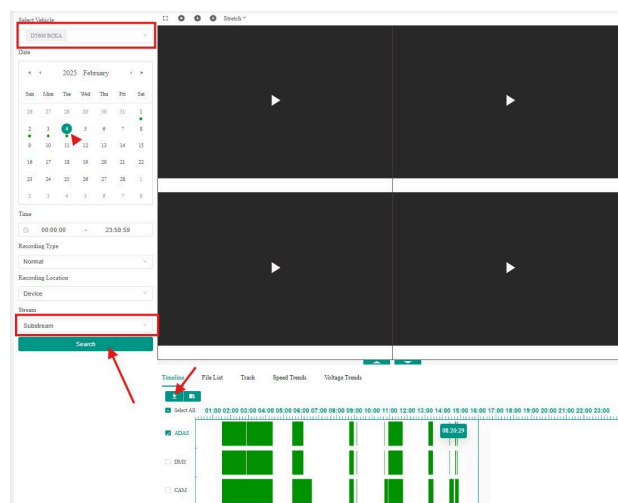 Select Vehicle
Stretch
DT806 BCKA
Date
« ‹ 2025 February › »
Sun Mon Tue Wed Thu Fri Sat
26 27 28 29 30 31 1
2 3 4 5 6 7 8
9 10 11 12 13 14 15
16 17 18 19 20 21 22
23 24 25 26 27 28 1
2 3 4 5 6 7 8
Time
00:00:00 - 23:59:59
Recording Type
Normal
Recording Location
Device
Stream
Substream
Search
Timeline File List Track Speed Trends Voltage Trends
Select All 01:00 02:00 03:00 04:00 05:00 06:00 07:00 08:00 09:00 10:00 11:00 12:00 13:00 14:00 15:00 16:00 17:00 18:00 19:00 20:00 21:00 22:00 23:00
ADAS
08:20:29
DMS
CAM